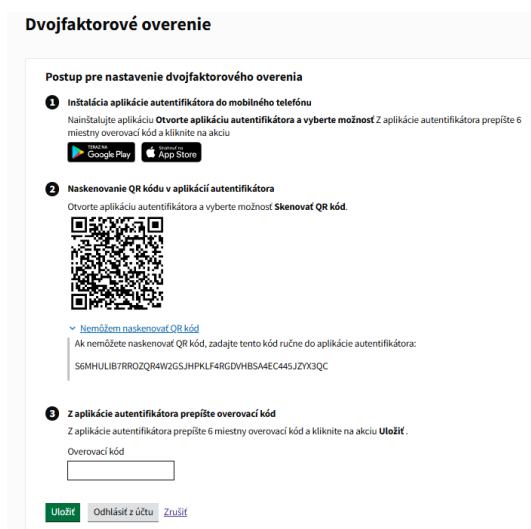 Dvojfaktorové overenie
Postup pre nastavenie dvojfaktorového overenia
1 Inštalácia aplikácie autentifikátora do mobilného telefónu
Nainštalujte aplikáciu Otvorte aplikáciu autentifikátora a vyberte možnosť Z aplikácie autentifikátora prepíšte 6
miestny overovací kód a kliknite na akciu
TERAZ NA
Google Play
Stiahnuť na
App Store
2 Naskenovanie QR kódu v aplikácií autentifikátora
Otvorte aplikáciu autentifikátora a vyberte možnosť Skenovať QR kód.
Nemôžem naskenovať QR kód
Ak nemôžete naskenovať QR kód, zadajte tento kód ručne do aplikácie autentifikátora:
S6MHULIB7RROZQR4W2GSJHPKLF4RGDVHBSA4EC445JZYX3QC
3 Z aplikácie autentifikátora prepíšte overovací kód
Z aplikácie autentifikátora prepíšte 6 miestny overovací kód a kliknite na akciu Uložiť .
Overovací kód
Uložiť Odhlásiť z účtu Zrušiť